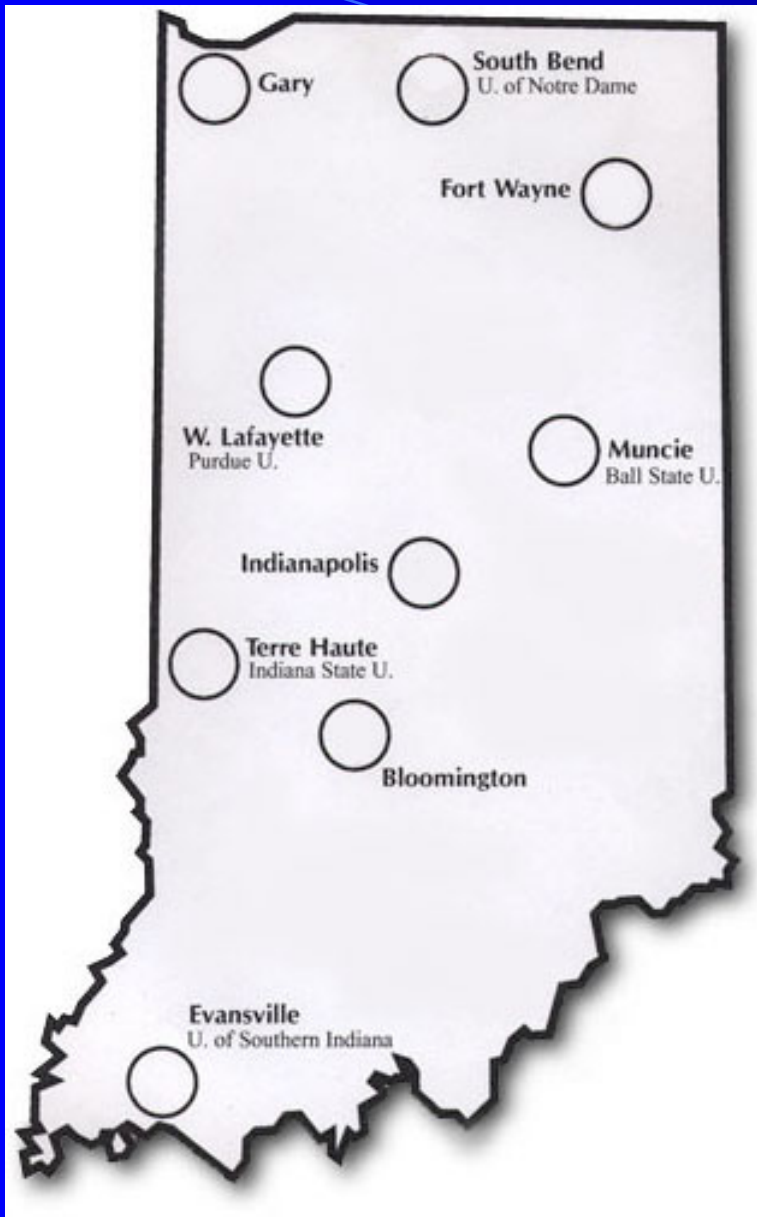 Gary
South Bend
U. of Notre Dame
Fort Wayne
W. Lafayette
Purdue U.
Muncie
Ball State U.
Indianapolis
Terre Haute
Indiana State U.
Bloomington
Evansville
U. of Southern Indiana